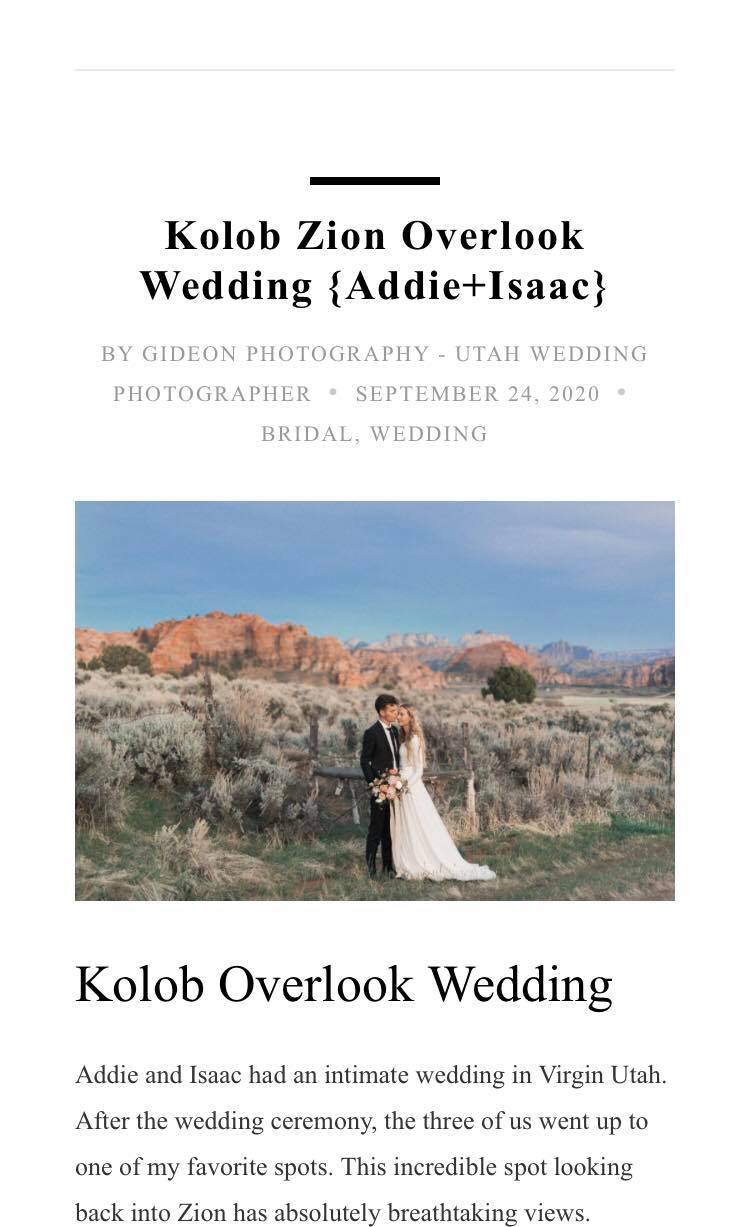 Kolob Zion Overlook
Wedding {Addie+Isaac}
BY GIDEON PHOTOGRAPHY - UTAH WEDDING
PHOTOGRAPHER • SEPTEMBER 24, 2020 •
BRIDAL, WEDDING
Kolob Overlook Wedding
Addie and Isaac had an intimate wedding in Virgin Utah.
After the wedding ceremony, the three of us went up to
one of my favorite spots. This incredible spot looking
back into Zion has absolutely breathtaking views.